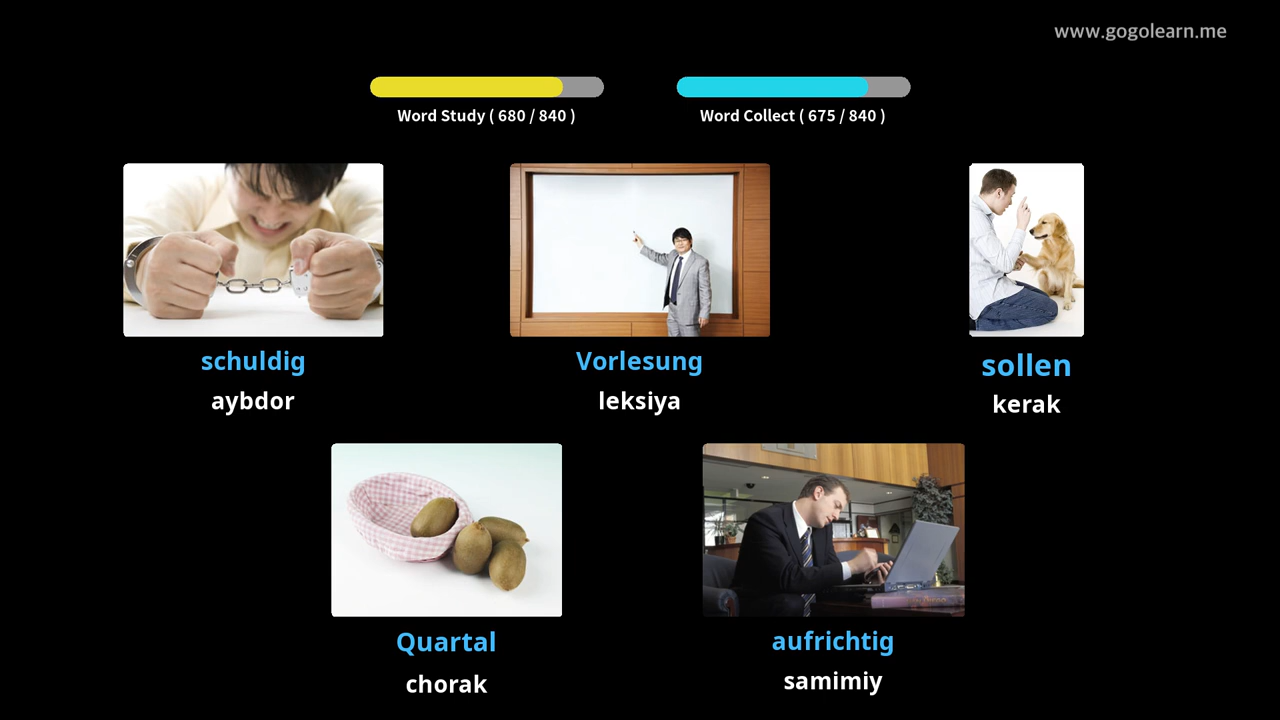 www.gogolearn.me
Word Study ( 680 / 840 )
Word Collect ( 675 / 840 )
schuldig
aybdor
Vorlesung
leksiya
sollen
kerak
Quartal
chorak
aufrichtig
samimiy